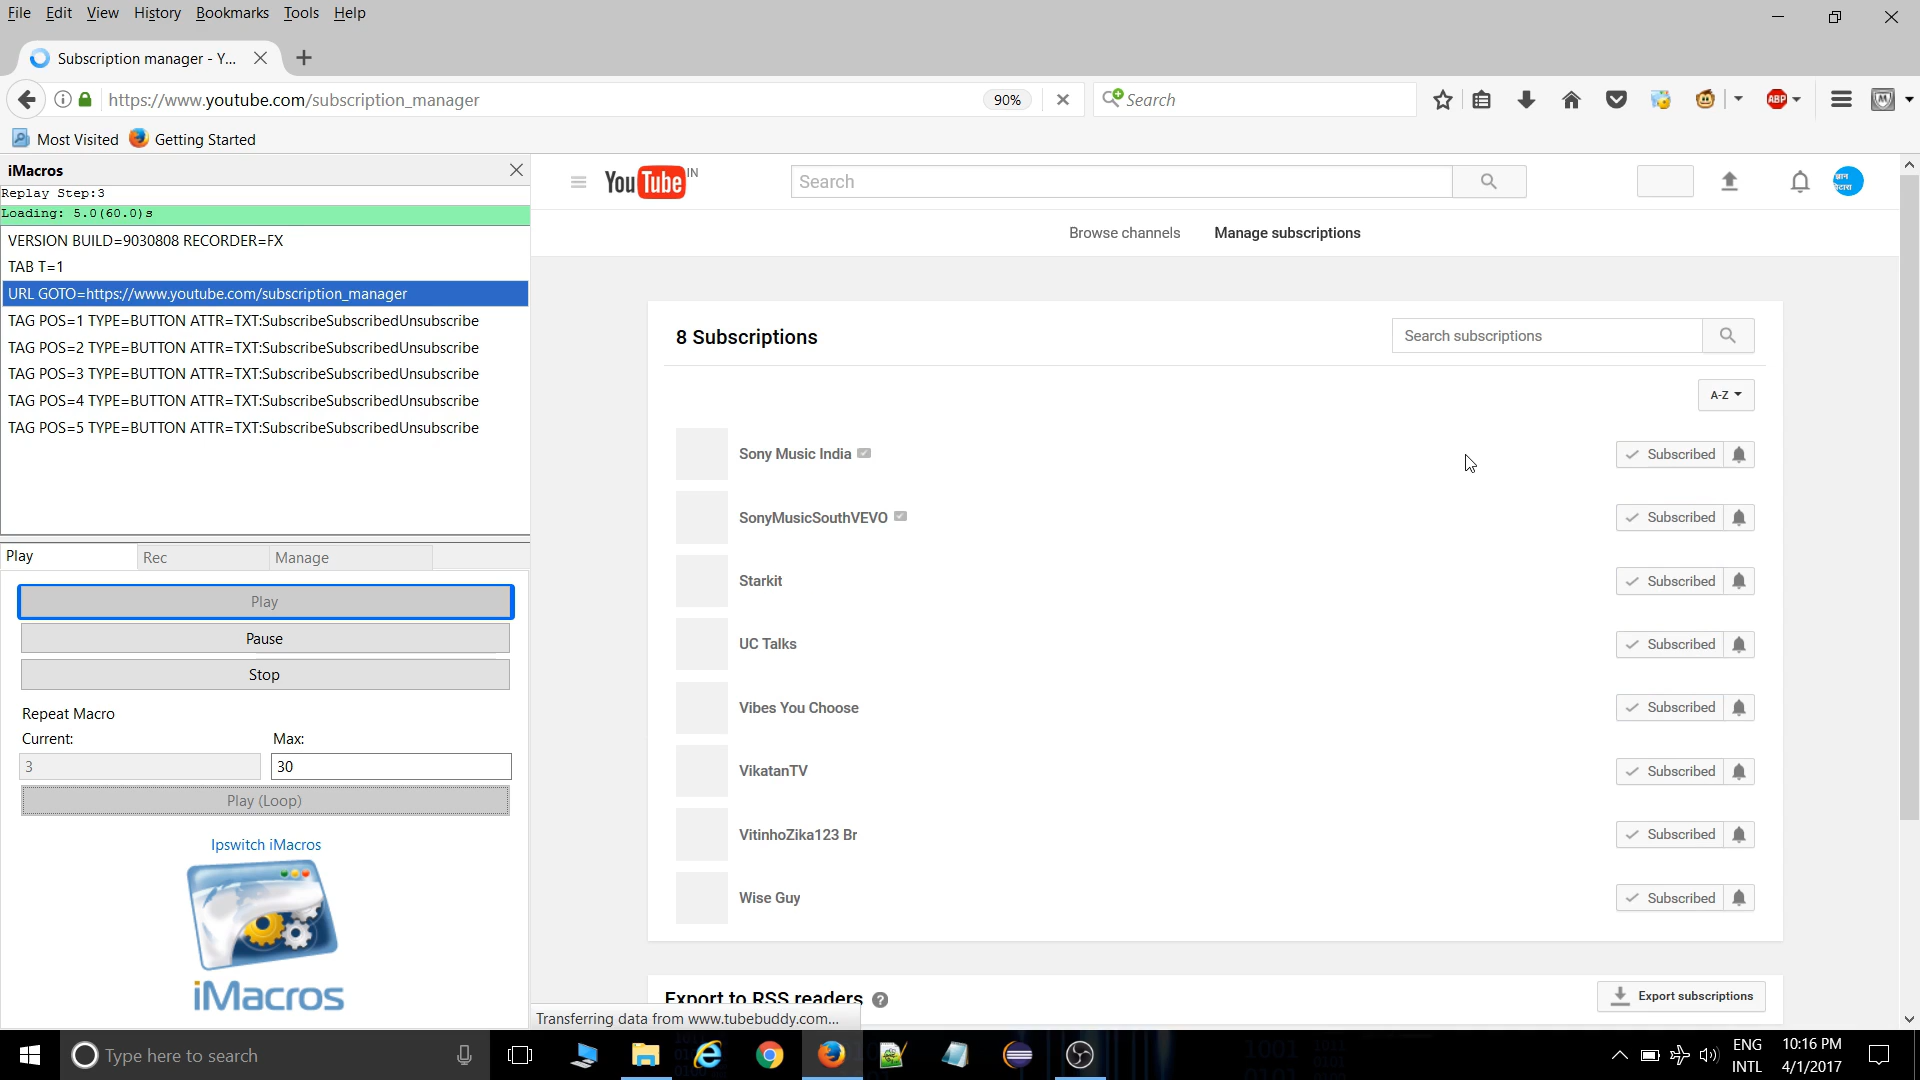 File Edit View History Bookmarks Tools Help
Subscription manager - Y...
https://www.youtube.com/subscription_manager 90% Search ABP
Most Visited Getting Started
iMacros
Replay Step:3
Loading: 5.0(60.0)s
VERSION BUILD=9030808 RECORDER=FX
TAB T=1
URL GOTO=https://www.youtube.com/subscription_manager
TAG POS=1 TYPE=BUTTON ATTR=TXT:SubscribeSubscribedUnsubscribe
TAG POS=2 TYPE=BUTTON ATTR=TXT:SubscribeSubscribedUnsubscribe
TAG POS=3 TYPE=BUTTON ATTR=TXT:SubscribeSubscribedUnsubscribe
TAG POS=4 TYPE=BUTTON ATTR=TXT:SubscribeSubscribedUnsubscribe
TAG POS=5 TYPE=BUTTON ATTR=TXT:SubscribeSubscribedUnsubscribe
Play Rec Manage
Play
Pause
Stop
Repeat Macro
Current: Max:
3 30
Play (Loop)
Ipswitch iMacros
iMacros
YouTube IN Search
Browse channels Manage subscriptions
8 Subscriptions Search subscriptions
A-Z
Sony Music India Subscribed
SonyMusicSouthVEVO Subscribed
Starkit Subscribed
UC Talks Subscribed
Vibes You Choose Subscribed
VikatanTV Subscribed
VitinhoZika123 Br Subscribed
Wise Guy Subscribed
Export to RSS readers ? Export subscriptions
Transferring data from www.tubebuddy.com...
Type here to search
ENG 10:16 PM
INTL 4/1/2017